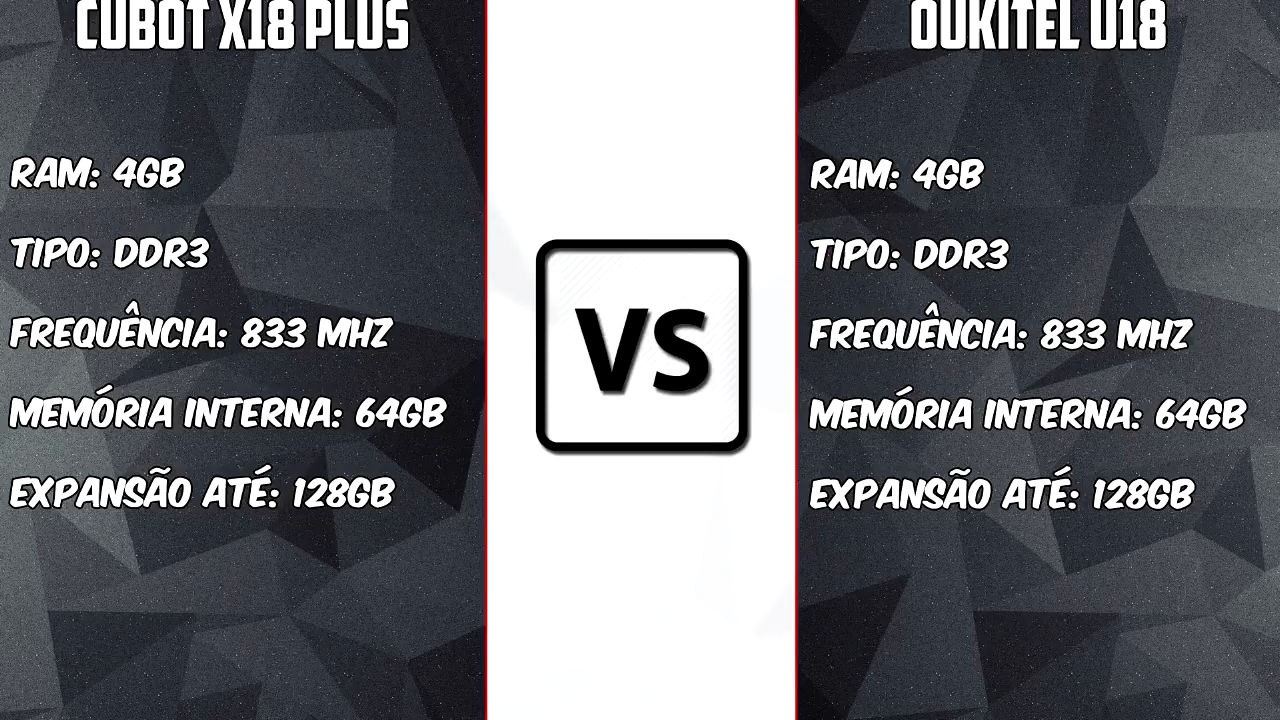 CUBOT X18 PLUS
RAM: 4GB
TIPO: DDR3
FREQUÊNCIA: 833 MHZ
MEMÓRIA INTERNA: 64GB
EXPANSÃO ATÉ: 128GB
VS
OUKITEL U18
RAM: 4GB
TIPO: DDR3
FREQUÊNCIA: 833 MHZ
MEMÓRIA INTERNA: 64GB
EXPANSÃO ATÉ: 128GB